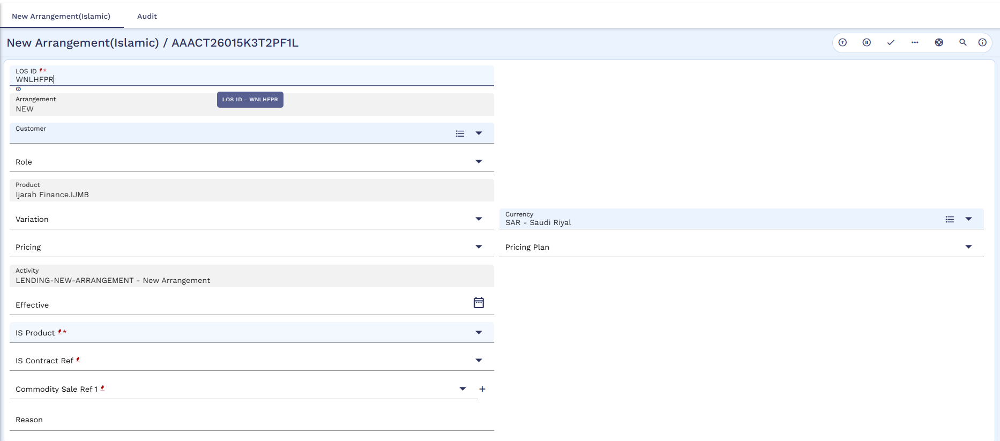 New Arrangement(Islamic) Audit
New Arrangement(Islamic) / AAACT26015K3T2PF1L
LOS ID *
WNLHFPR
LOS ID - WNLHFPR
Arrangement
NEW
Customer
Role
Product
Ijarah Finance.IJMB
Variation
Currency
SAR - Saudi Riyal
Pricing
Pricing Plan
Activity
LENDING-NEW-ARRANGEMENT - New Arrangement
Effective
IS Product *
IS Contract Ref
Commodity Sale Ref 1
Reason